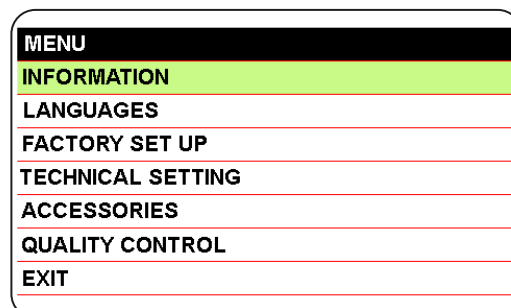 MENU
INFORMATION
LANGUAGES
FACTORY SET UP
TECHNICAL SETTING
ACCESSORIES
QUALITY CONTROL
EXIT